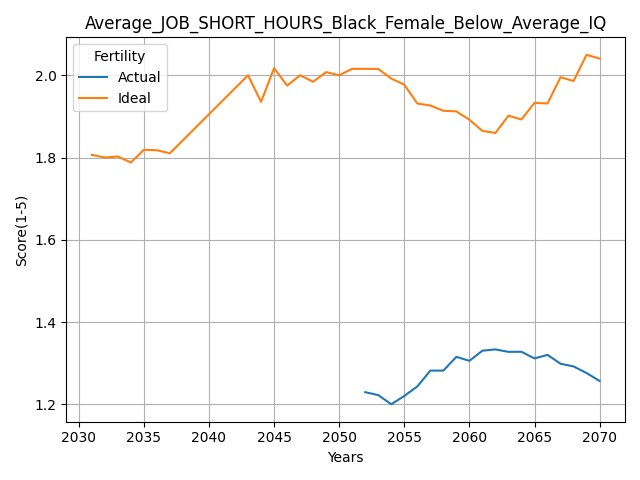 Average_JOB_SHORT_HOURS_Black_Female_Below_Average_IQ
Fertility
Actual
Ideal
Score(1-5)
2.0
1.8
1.6
1.4
1.2
2030 2035 2040 2045 2050 2055 2060 2065 2070
Years